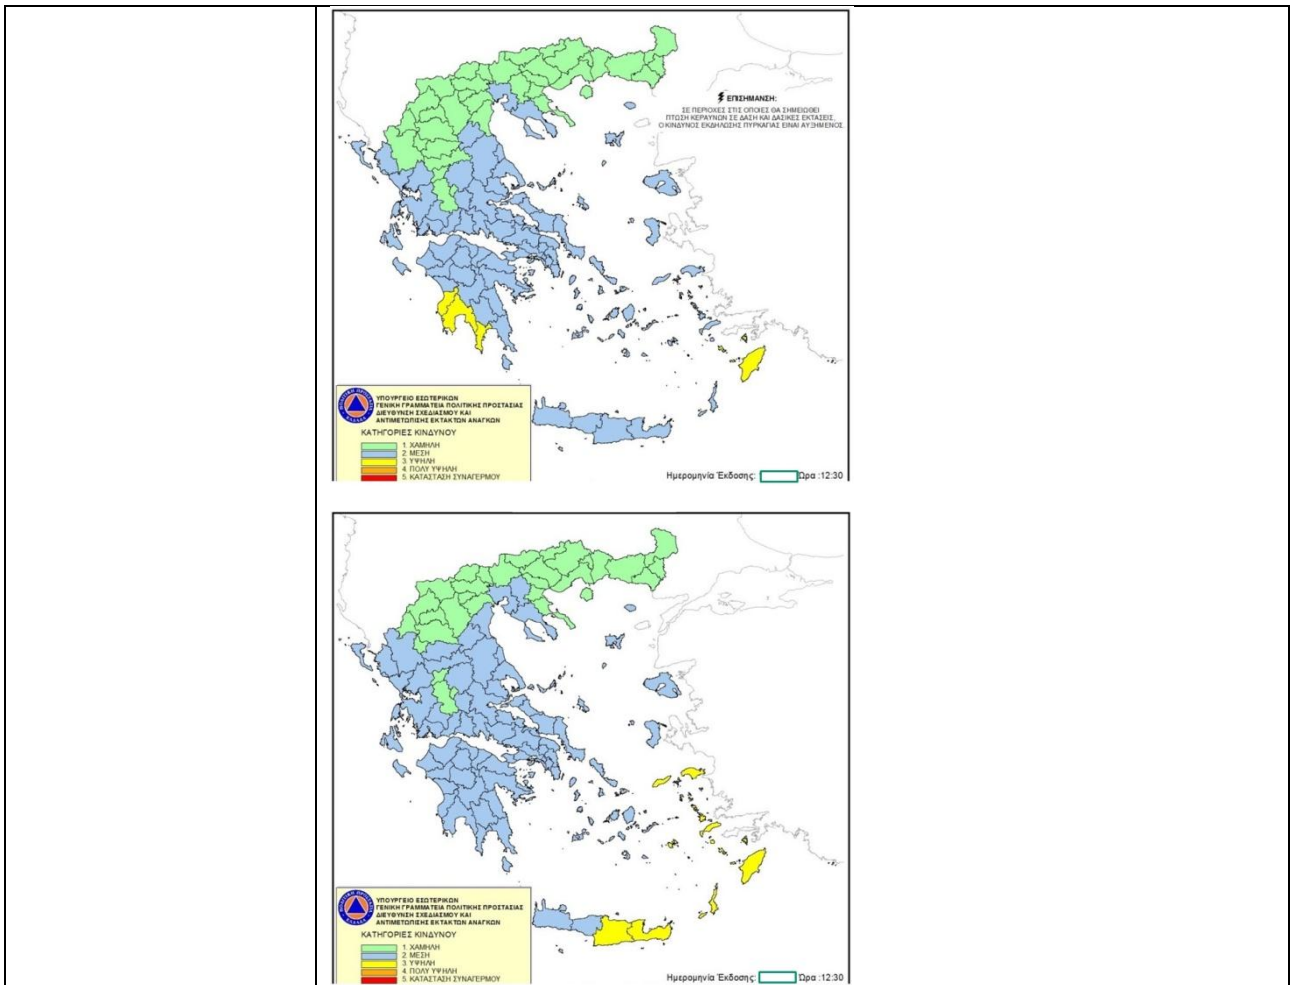 ΕΠΙΣΗΜΑΝΣΗ:
ΣΕ ΠΕΡΙΟΧΕΣ ΣΤΙΣ ΟΠΟΙΕΣ ΘΑ ΣΗΜΕΙΩΘΕΙ
ΠΤΩΣΗ ΚΕΡΑΥΝΩΝ ΣΕ ΔΑΣΗ ΚΑΙ ΔΑΣΙΚΕΣ ΕΚΤΑΣΕΙΣ,
Ο ΚΙΝΔΥΝΟΣ ΕΚΔΗΛΩΣΗΣ ΠΥΡΚΑΓΙΑΣ ΕΙΝΑΙ ΑΥΞΗΜΕΝΟΣ
ΥΠΟΥΡΓΕΙΟ ΕΣΩΤΕΡΙΚΩΝ
ΓΕΝΙΚΗ ΓΡΑΜΜΑΤΕΙΑ ΠΟΛΙΤΙΚΗΣ ΠΡΟΣΤΑΣΙΑΣ
ΔΙΕΥΘΥΝΣΗ ΣΧΕΔΙΑΣΜΟΥ ΚΑΙ
ΑΝΤΙΜΕΤΩΠΙΣΗΣ ΕΚΤΑΚΤΩΝ ΑΝΑΓΚΩΝ
ΚΑΤΗΓΟΡΙΕΣ ΚΙΝΔΥΝΟΥ
1. ΧΑΜΗΛΗ
2. ΜΕΣΗ
3. ΥΨΗΛΗ
4. ΠΟΛΥ ΥΨΗΛΗ
5. ΚΑΤΑΣΤΑΣΗ ΣΥΝΑΓΕΡΜΟΥ
Ημερομηνία Έκδοσης: Ώρα :12:30
ΥΠΟΥΡΓΕΙΟ ΕΣΩΤΕΡΙΚΩΝ
ΓΕΝΙΚΗ ΓΡΑΜΜΑΤΕΙΑ ΠΟΛΙΤΙΚΗΣ ΠΡΟΣΤΑΣΙΑΣ
ΔΙΕΥΘΥΝΣΗ ΣΧΕΔΙΑΣΜΟΥ ΚΑΙ
ΑΝΤΙΜΕΤΩΠΙΣΗΣ ΕΚΤΑΚΤΩΝ ΑΝΑΓΚΩΝ
ΚΑΤΗΓΟΡΙΕΣ ΚΙΝΔΥΝΟΥ
1. ΧΑΜΗΛΗ
2. ΜΕΣΗ
3. ΥΨΗΛΗ
4. ΠΟΛΥ ΥΨΗΛΗ
5. ΚΑΤΑΣΤΑΣΗ ΣΥΝΑΓΕΡΜΟΥ
Ημερομηνία Έκδοσης: Ώρα :12:30